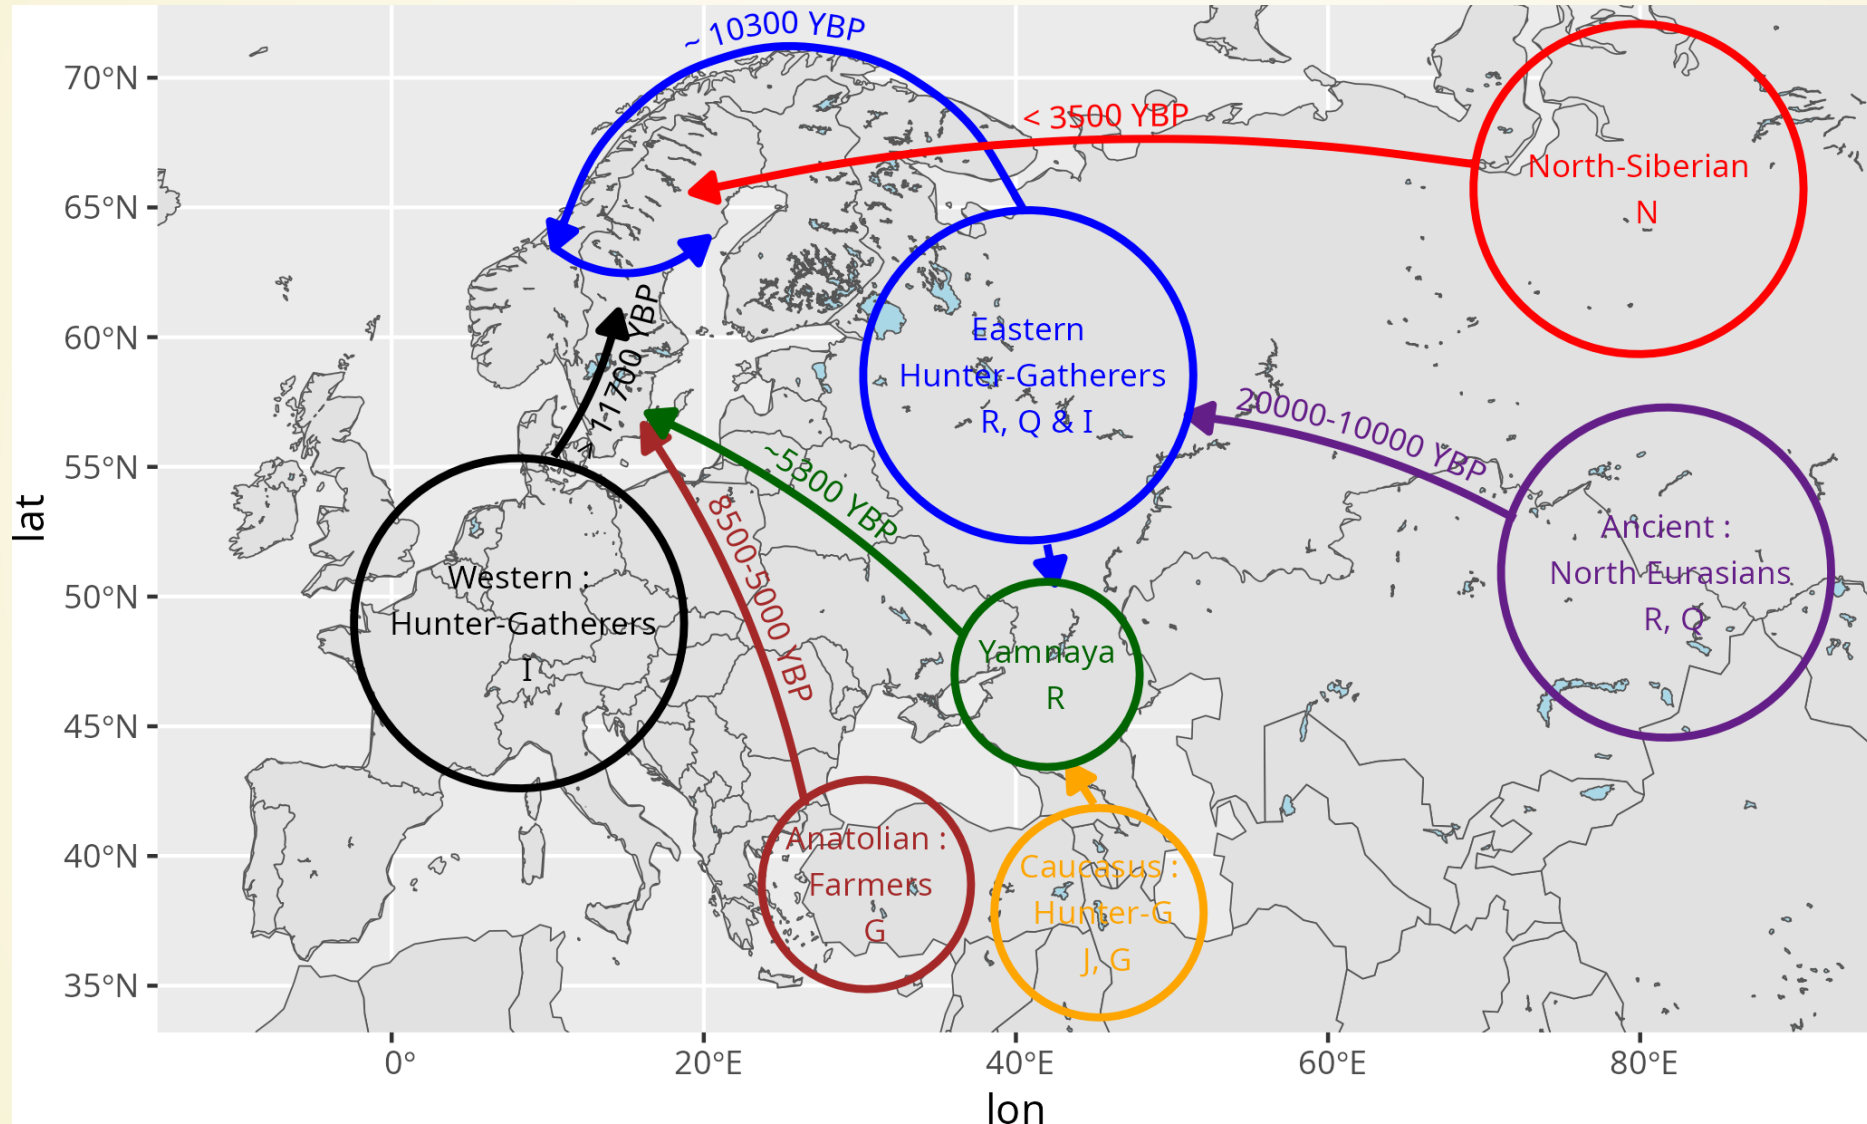 ~ 10300 YBP
< 3500 YBP
North-Siberian
N
Eastern
Hunter-Gatherers
R, Q & I
20000-10000 YBP
Ancient :
North Eurasians
R, Q
> 11700 YBP
~5300 YBP
8500-5000 YBP
Western :
Hunter-Gatherers
I
Yamnaya
R
Anatolian :
Farmers
G
Caucasus :
Hunter-G
J, G
70°N
65°N
60°N
55°N
50°N
45°N
40°N
35°N
lat
0°
20°E
40°E
60°E
80°E
lon